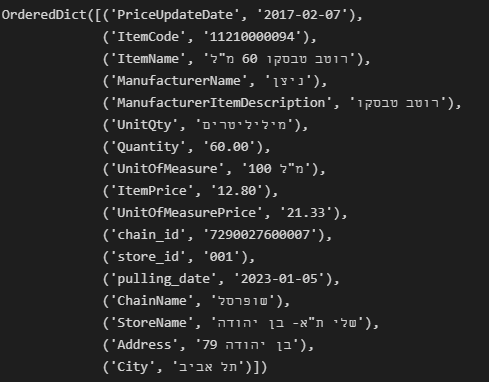 OrderedDict([('PriceUpdateDate', '2017-02-07'),
('ItemCode', '11210000094'),
('ItemName', 'רוטב טבסקו 60 מ"ל'),
('ManufacturerName', 'ניצן'),
('ManufacturerItemDescription', 'רוטב טבסקו'),
('UnitQty', 'מיליליטרים'),
('Quantity', '60.00'),
('UnitOfMeasure', '100 מ"ל'),
('ItemPrice', '12.80'),
('UnitOfMeasurePrice', '21.33'),
('chain_id', '7290027600007'),
('store_id', '001'),
('pulling_date', '2023-01-05'),
('ChainName', 'שופרסל'),
('StoreName', 'שלי ת"א- בן יהודה'),
('Address', 'בן יהודה 79'),
('City', 'תל אביב')])